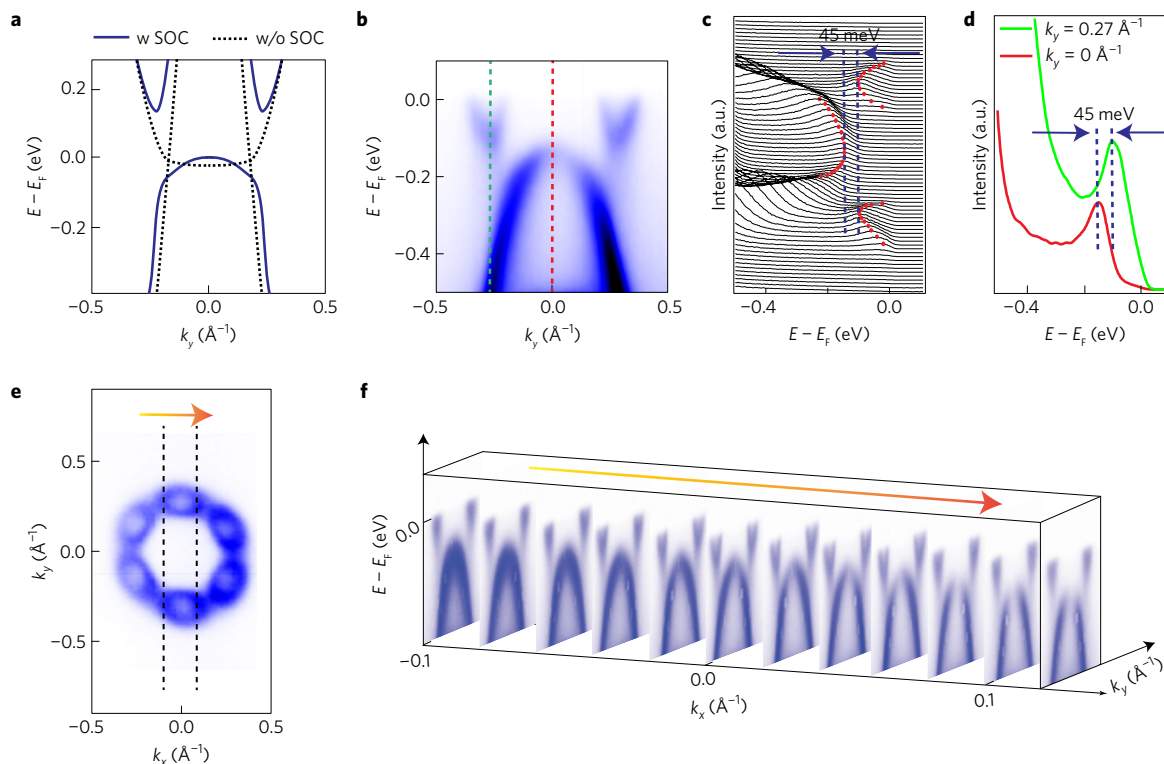 a
w SOC
w/o SOC
0.2
0.0
−0.2
E − E_F (eV)
−0.5
0.0
0.5
k_y (Å⁻¹)
b
0.0
−0.2
−0.4
E − E_F (eV)
−0.5
0.0
0.5
k_y (Å⁻¹)
c
45 meV
Intensity (a.u.)
−0.4
0.0
E − E_F (eV)
d
k_y = 0.27 Å⁻¹
k_y = 0 Å⁻¹
45 meV
Intensity (a.u.)
−0.4
0.0
E − E_F (eV)
e
0.5
0.0
−0.5
k_y (Å⁻¹)
−0.5
0.0
0.5
k_x (Å⁻¹)
f
0.0
E − E_F (eV)
−0.1
0.0
0.1
k_x (Å⁻¹)
k_y (Å⁻¹)